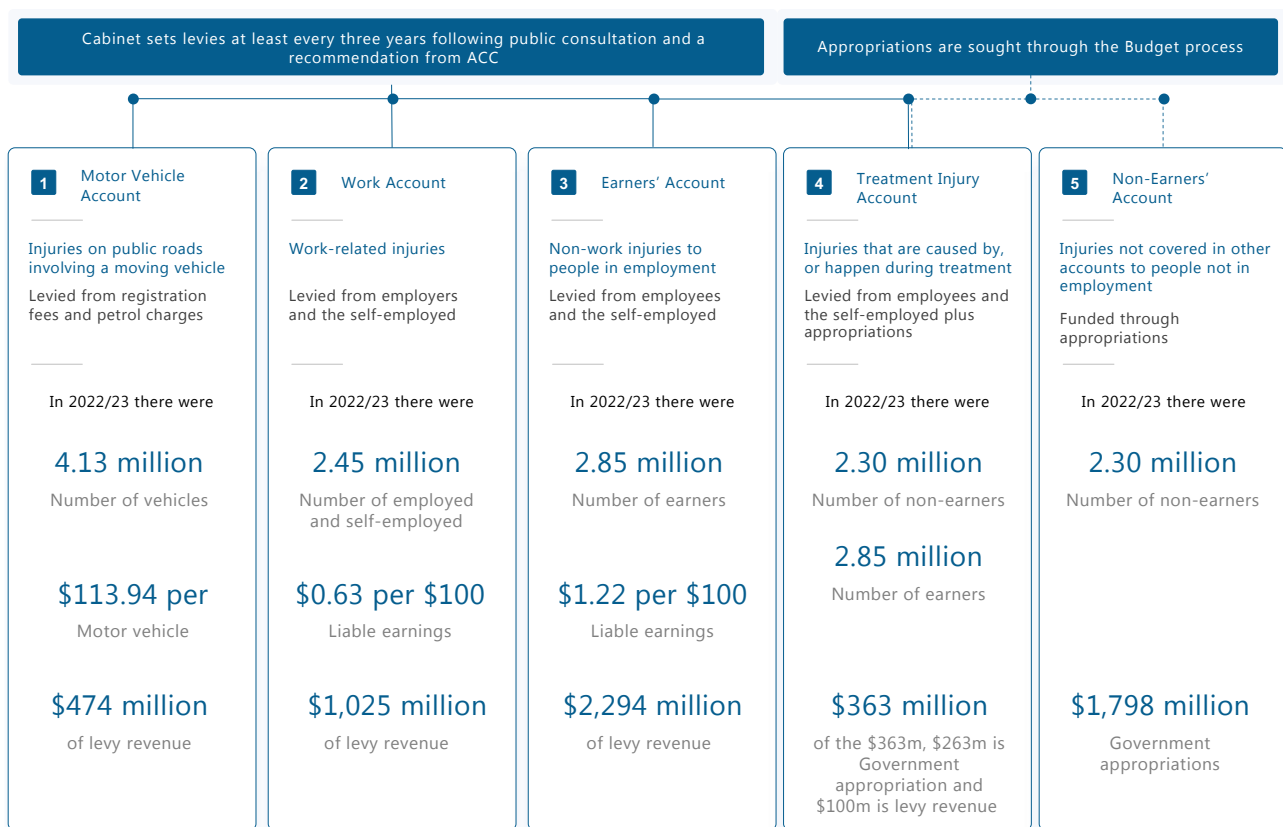 Cabinet sets levies at least every three years following public consultation and a
recommendation from ACC
Appropriations are sought through the Budget process
1
Motor Vehicle
Account
Injuries on public roads
involving a moving vehicle
Levied from registration
fees and petrol charges
In 2022/23 there were
4.13 million
Number of vehicles
$113.94 per
Motor vehicle
$474 million
of levy revenue
2
Work Account
Work-related injuries
Levied from employers
and the self-employed
In 2022/23 there were
2.45 million
Number of employed
and self-employed
$0.63 per $100
Liable earnings
$1,025 million
of levy revenue
3
Earners’ Account
Non-work injuries to
people in employment
Levied from employees
and the self-employed
In 2022/23 there were
2.85 million
Number of earners
$1.22 per $100
Liable earnings
$2,294 million
of levy revenue
4
Treatment Injury
Account
Injuries that are caused by,
or happen during treatment
Levied from employees and
the self-employed plus
appropriations
In 2022/23 there were
2.30 million
Number of non-earners
2.85 million
Number of earners
$363 million
of the $363m, $263m is
Government
appropriation and
$100m is levy revenue
5
Non-Earners’
Account
Injuries not covered in other
accounts to people not in
employment
Funded through
appropriations
In 2022/23 there were
2.30 million
Number of non-earners
$1,798 million
Government
appropriations